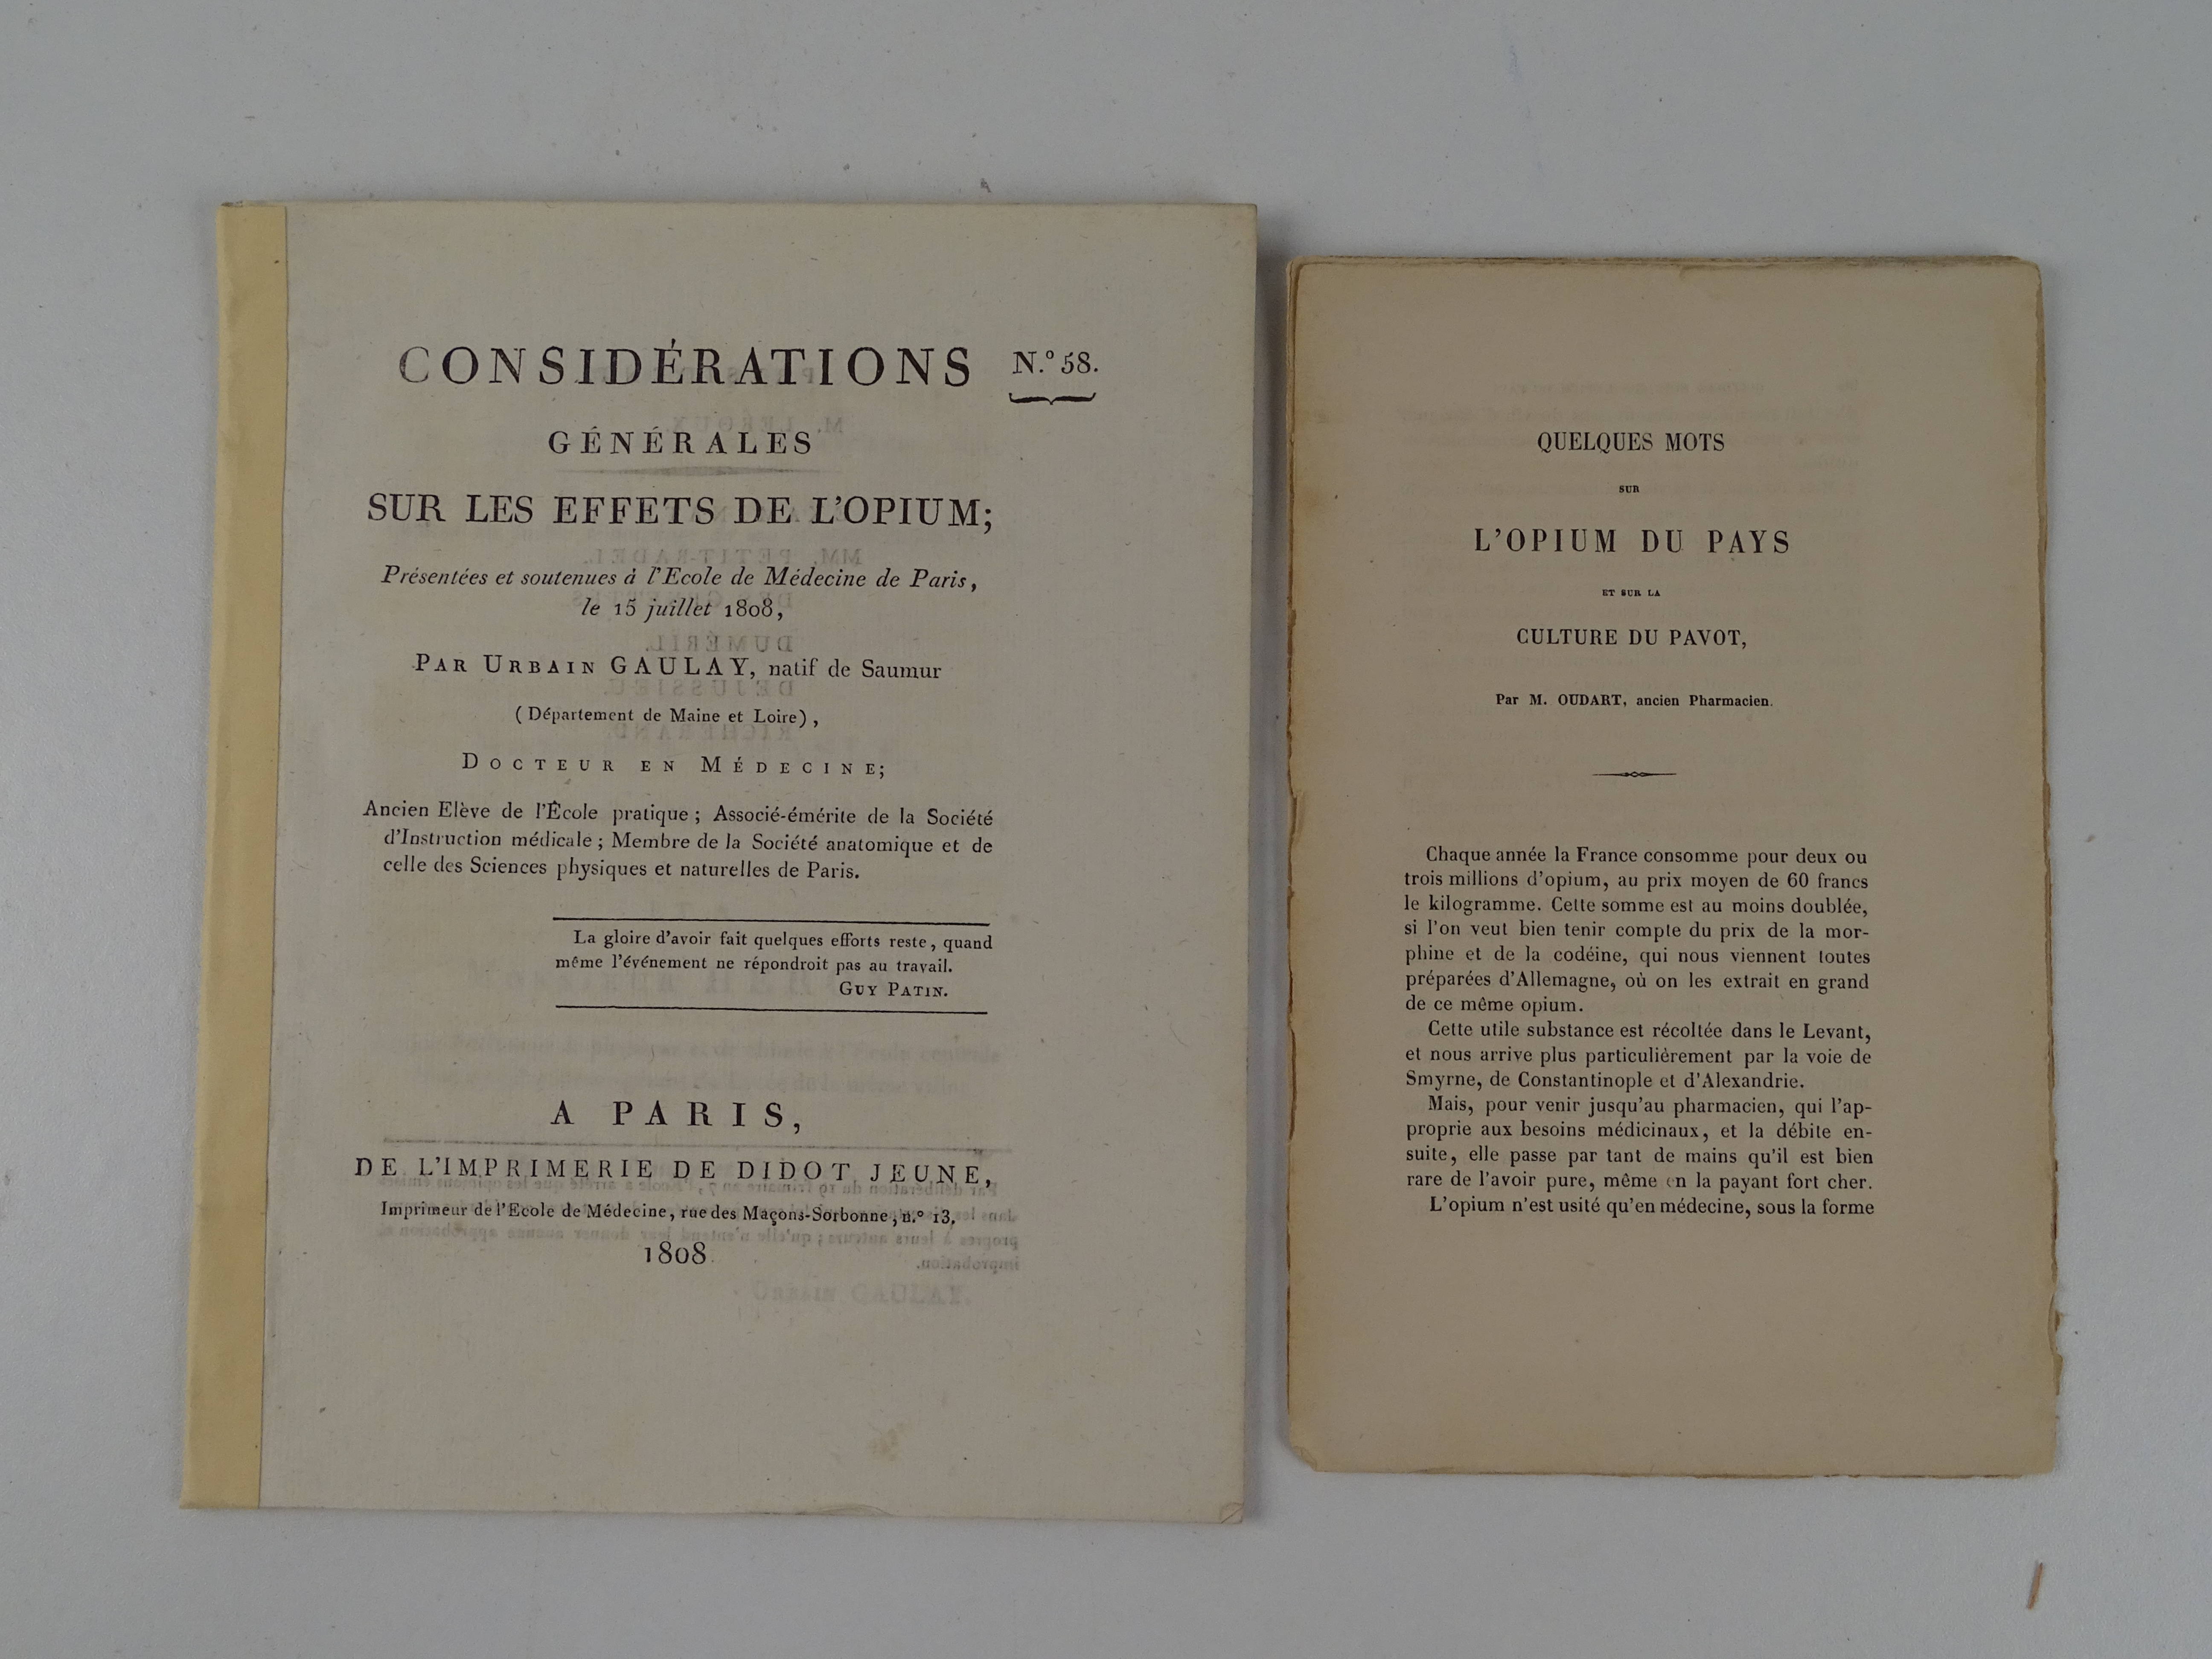 CONSIDÉRATIONS N.º 58.
GÉNÉRALES
SUR LES EFFETS DE L'OPIUM;
Présentées et soutenues à l'Ecole de Médecine de Paris,
le 15 juillet 1808,
PAR URBAIN GAULAY, natif de Saumur
( Département de Maine et Loire) ,
DOCTEUR EN MÉDECINE;
Ancien Elève de l'École pratique ; Associé-émérite de la Société
d'Instruction médicale ; Membre de la Société anatomique et de
celle des Sciences physiques et naturelles de Paris.
La gloire d'avoir fait quelques efforts reste, quand
même l'événement ne répondroit pas au travail.
GUY PATIN.
A PARIS,
DE L'IMPRIMERIE DE DIDOT JEUNE,
Imprimeur de l'Ecole de Médecine, rue des Maçons-Sorbonne, n.º 13.
1808
QUELQUES MOTS
SUR
L'OPIUM DU PAYS
ET SUR LA
CULTURE DU PAVOT,
Par M. OUDART, ancien Pharmacien.
Chaque année la France consomme pour deux ou
trois millions d'opium, au prix moyen de 60 francs
le kilogramme. Cette somme est au moins doublée,
si l'on veut bien tenir compte du prix de la mor-
phine et de la codéine, qui nous viennent toutes
préparées d'Allemagne, où on les extrait en grand
de ce même opium.
Cette utile substance est récoltée dans le Levant,
et nous arrive plus particulièrement par la voie de
Smyrne, de Constantinople et d'Alexandrie.
Mais, pour venir jusqu'au pharmacien, qui l'ap-
proprie aux besoins médicinaux, et la débite en-
suite, elle passe par tant de mains qu'il est bien
rare de l'avoir pure, même en la payant fort cher.
L'opium n'est usité qu'en médecine, sous la forme